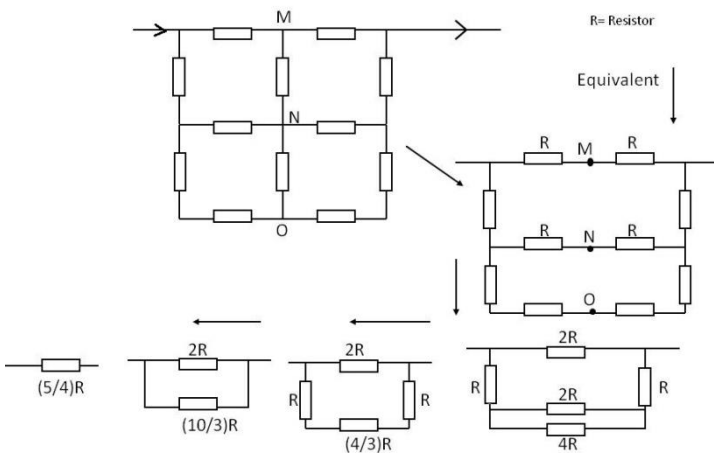 M
R= Resistor
Equivalent
N
O
R M R
R N R
O
2R
R R
2R
4R
2R
R R
(4/3)R
2R
(10/3)R
(5/4)R